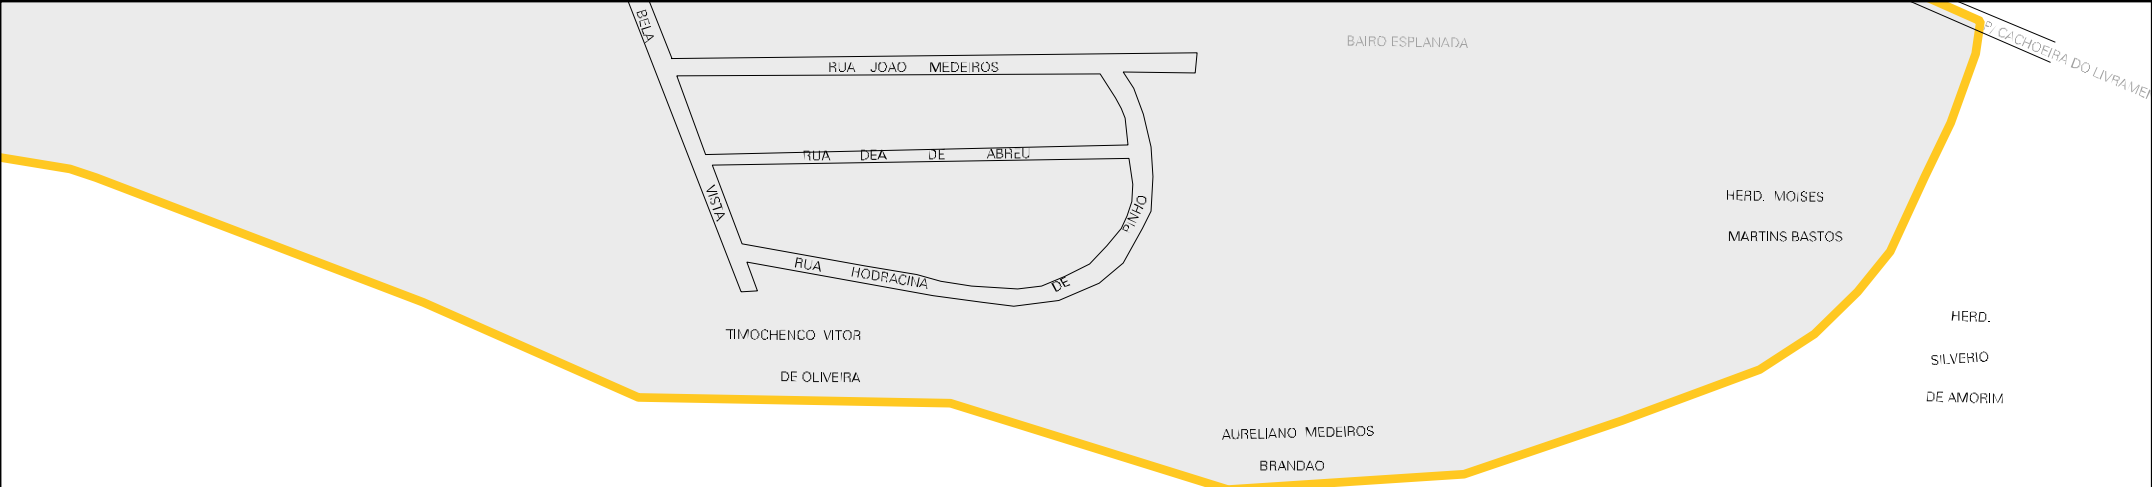 BELA
VISTA
RUA JOAO MEDEIROS
BAIRO ESPLANADA
P/ CACHOEIRA DO LIVRAMEN
RUA DEA DE ABREU
RUA HODRACINA DE PINHO
HERD. MOISES
MARTINS BASTOS
TIMOCHENCO VITOR
DE OLIVEIRA
HERD.
SILVERIO
DE AMORIM
AURELIANO MEDEIROS
BRANDAO